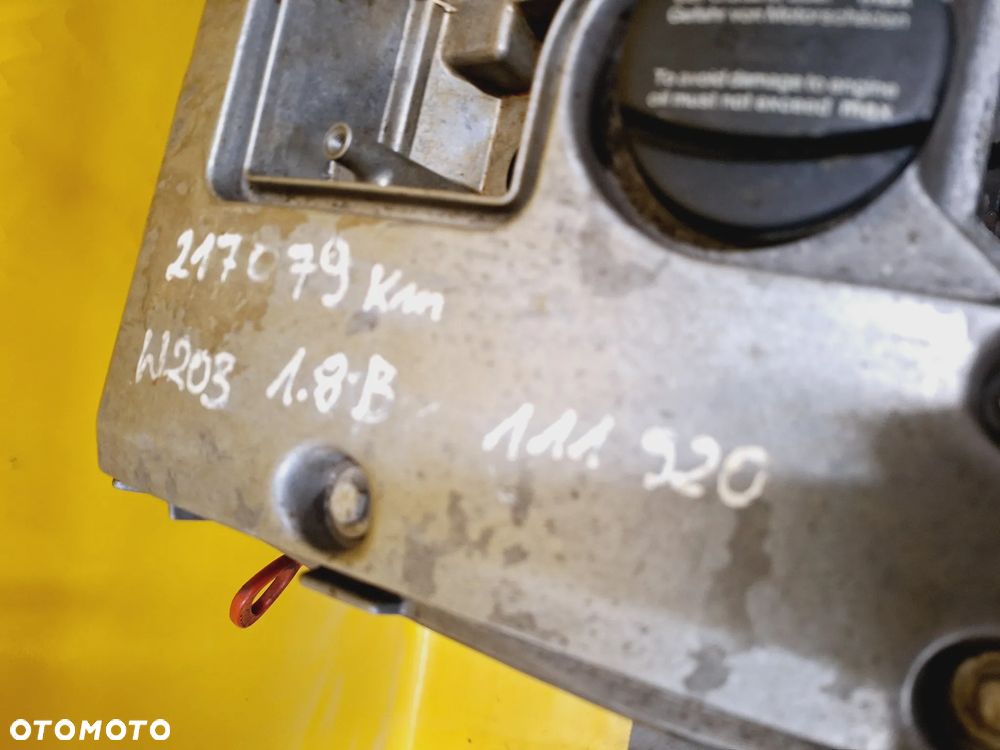 Gefahr von Motorschäden
To avoid damage to engine
oil must not exceed max.
217079 Km
W203 1.8-B 111.920
OTOMOTO